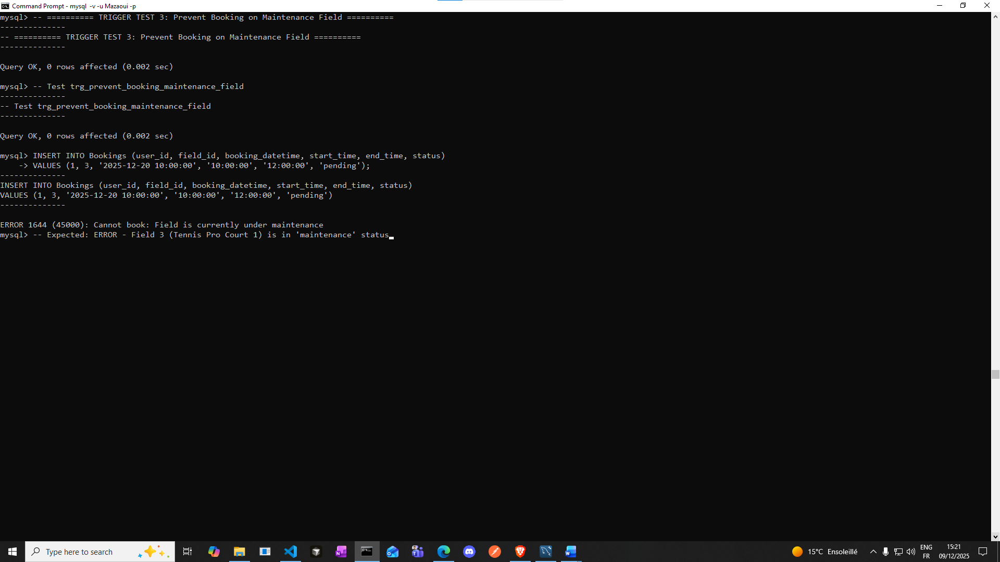 Command Prompt - mysql  -v -u Mazaoui -p
mysql> -- ========== TRIGGER TEST 3: Prevent Booking on Maintenance Field ==========
--------------
-- ========== TRIGGER TEST 3: Prevent Booking on Maintenance Field ==========
--------------
Query OK, 0 rows affected (0.002 sec)
mysql> -- Test trg_prevent_booking_maintenance_field
--------------
-- Test trg_prevent_booking_maintenance_field
--------------
Query OK, 0 rows affected (0.002 sec)
mysql> INSERT INTO Bookings (user_id, field_id, booking_datetime, start_time, end_time, status)
    -> VALUES (1, 3, '2025-12-20 10:00:00', '10:00:00', '12:00:00', 'pending');
--------------
INSERT INTO Bookings (user_id, field_id, booking_datetime, start_time, end_time, status)
VALUES (1, 3, '2025-12-20 10:00:00', '10:00:00', '12:00:00', 'pending')
--------------
ERROR 1644 (45000): Cannot book: Field is currently under maintenance
mysql> -- Expected: ERROR - Field 3 (Tennis Pro Court 1) is in 'maintenance' status
Type here to search
15°C Ensoleillé
ENG
FR
15:21
09/12/2025